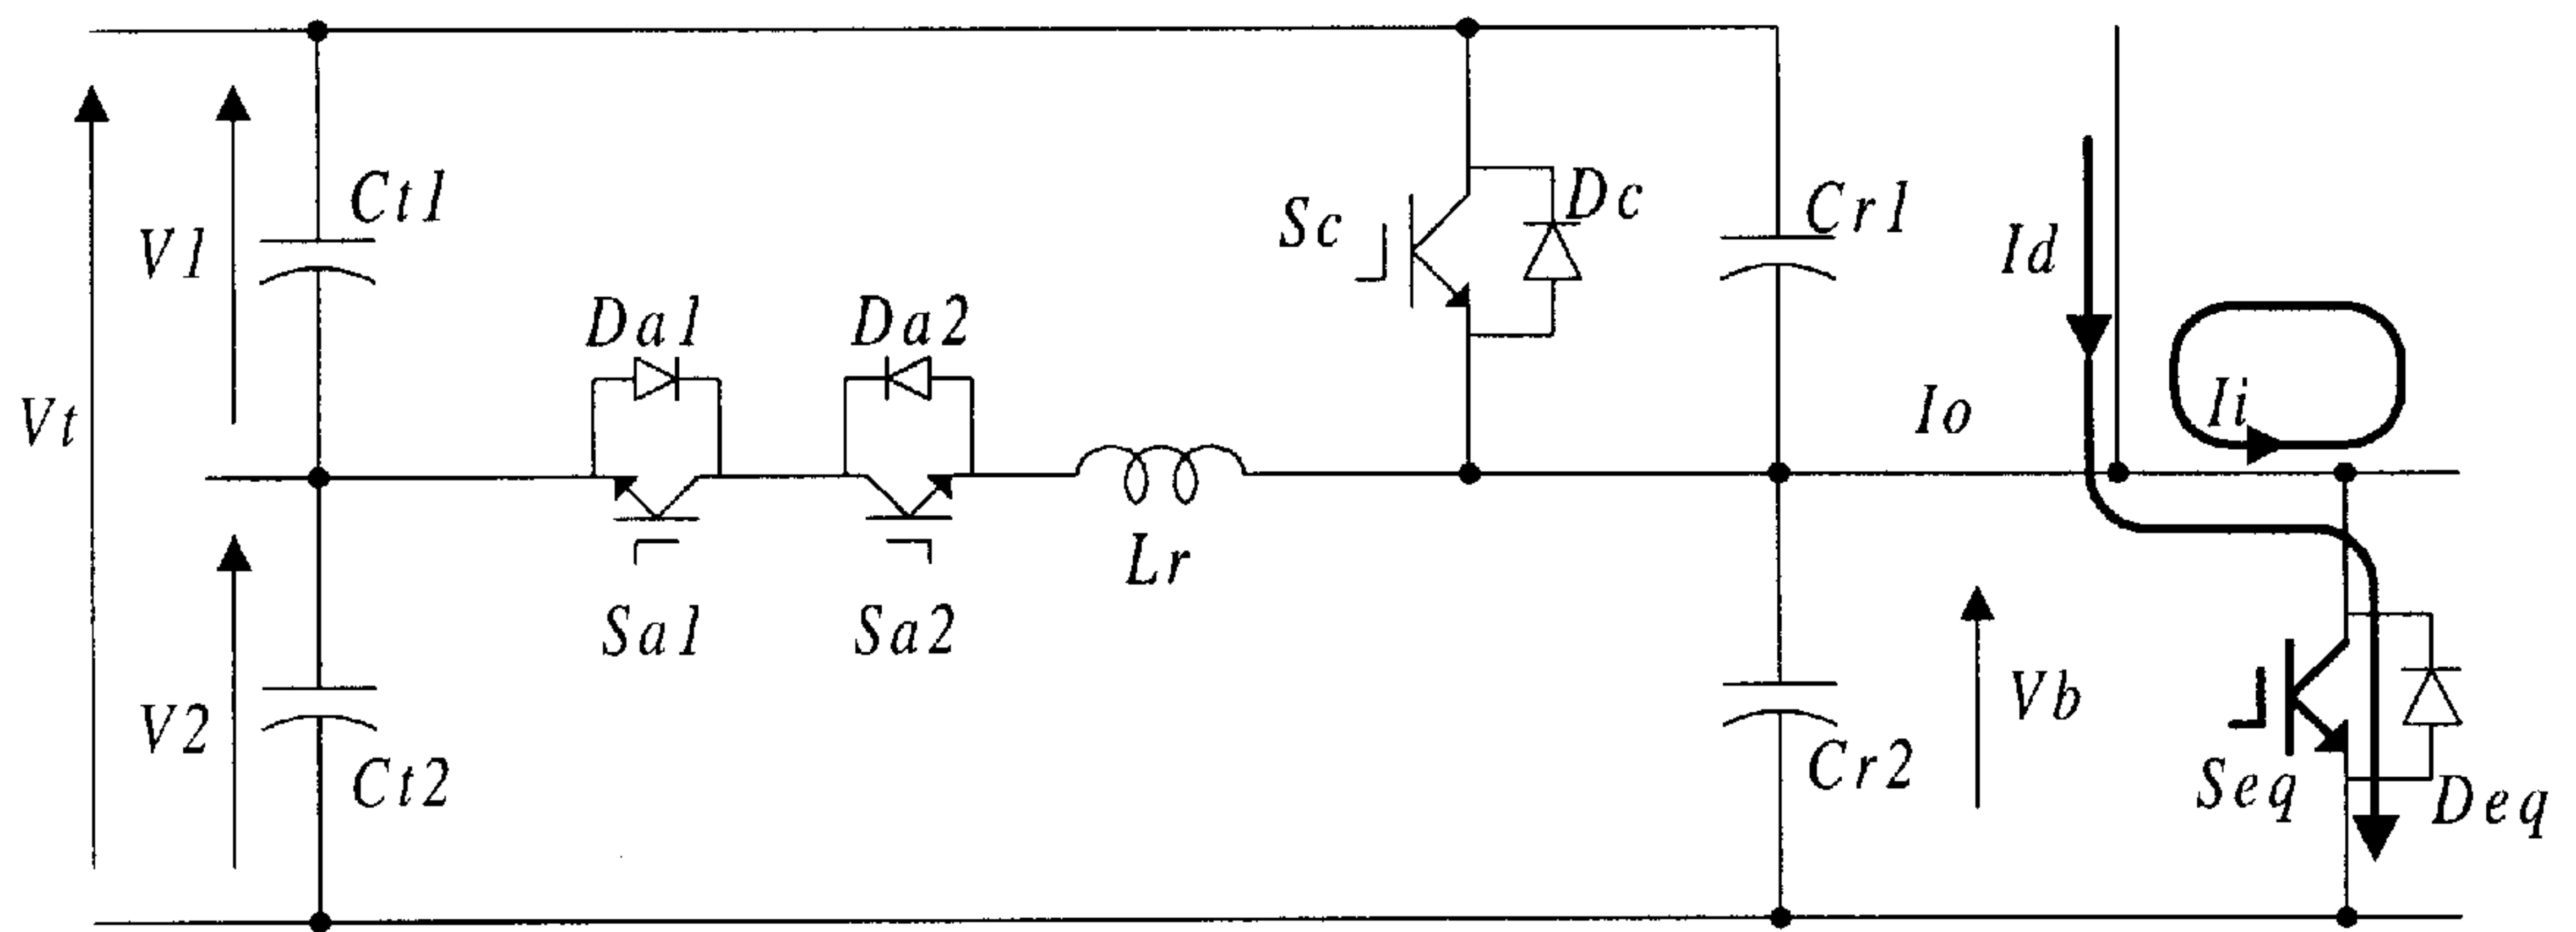 Ct1
Dc
Sc
Cr1
V1
Id
Da1
Da2
Vt
Io
Ii
Lr
Sa1
Sa2
V2
Vb
Ct2
Cr2
Seq
Deq